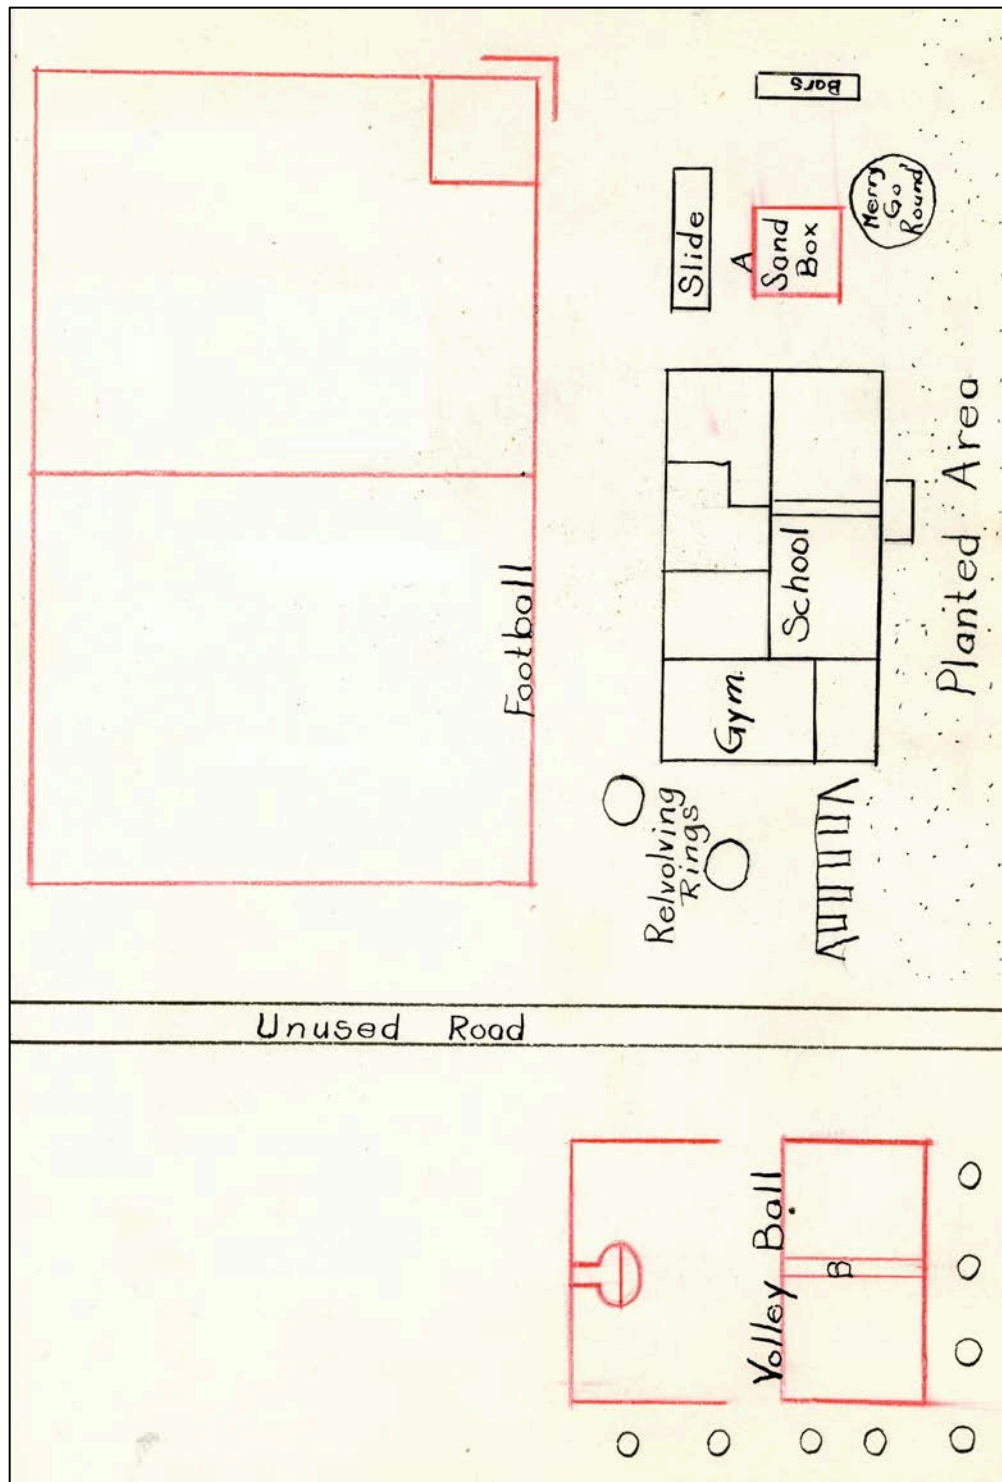 Bars
Merry
Go
Round
Slide
A
Sand
Box
Planted Area
School
Football
Gym.
Relvolving
Rings
Unused Road
Volley Ball
B